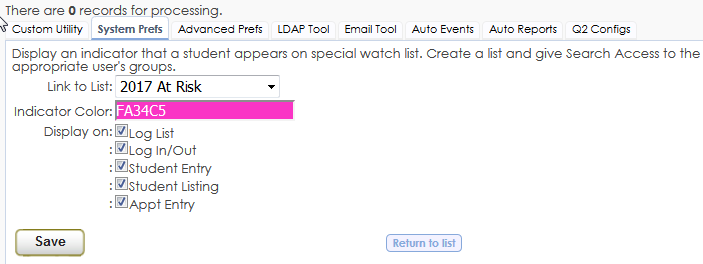 There are 0 records for processing.
Custom Utility System Prefs Advanced Prefs LDAP Tool Email Tool Auto Events Auto Reports Q2 Configs
Display an indicator that a student appears on special watch list. Create a list and give Search Access to the
appropriate user's groups.
Link to List: 2017 At Risk
Indicator Color: FA34C5
Display on: Log List
: Log In/Out
: Student Entry
: Student Listing
: Appt Entry
Save Return to list